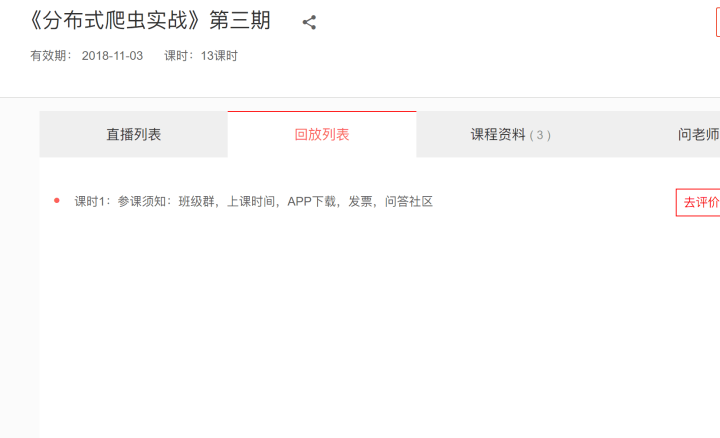 《分布式爬虫实战》第三期
有效期： 2018-11-03 课时：13课时
直播列表 回放列表 课程资料 ( 3 ) 问老师
课时1：参课须知：班级群，上课时间，APP下载，发票，问答社区 去评价